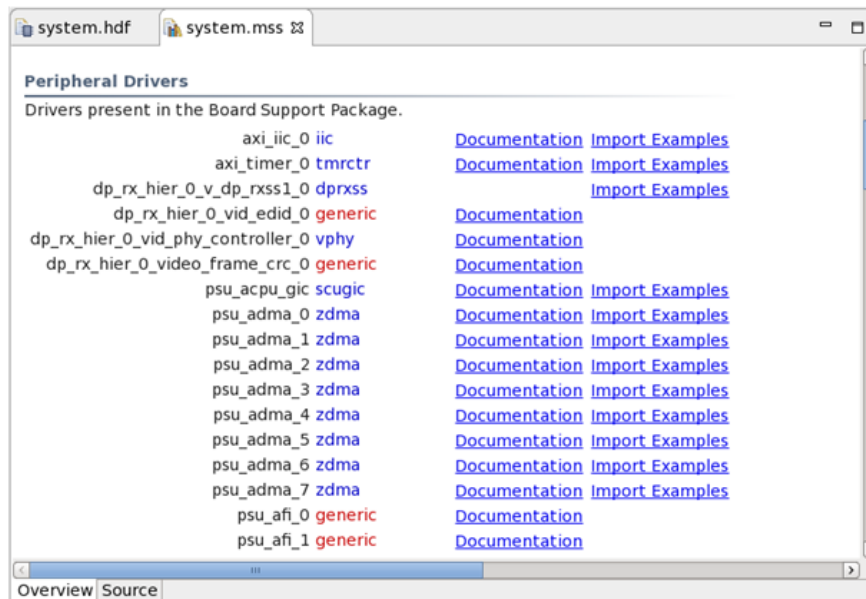 system.hdf system.mss
Peripheral Drivers
Drivers present in the Board Support Package.
axi_iic_0 iic Documentation Import Examples
axi_timer_0 tmrctr Documentation Import Examples
dp_rx_hier_0_v_dp_rxss1_0 dprxss Import Examples
dp_rx_hier_0_vid_edid_0 generic Documentation
dp_rx_hier_0_vid_phy_controller_0 vphy Documentation
dp_rx_hier_0_video_frame_crc_0 generic Documentation
psu_acpu_gic scugic Documentation Import Examples
psu_adma_0 zdma Documentation Import Examples
psu_adma_1 zdma Documentation Import Examples
psu_adma_2 zdma Documentation Import Examples
psu_adma_3 zdma Documentation Import Examples
psu_adma_4 zdma Documentation Import Examples
psu_adma_5 zdma Documentation Import Examples
psu_adma_6 zdma Documentation Import Examples
psu_adma_7 zdma Documentation Import Examples
psu_afi_0 generic Documentation
psu_afi_1 generic Documentation
Overview Source